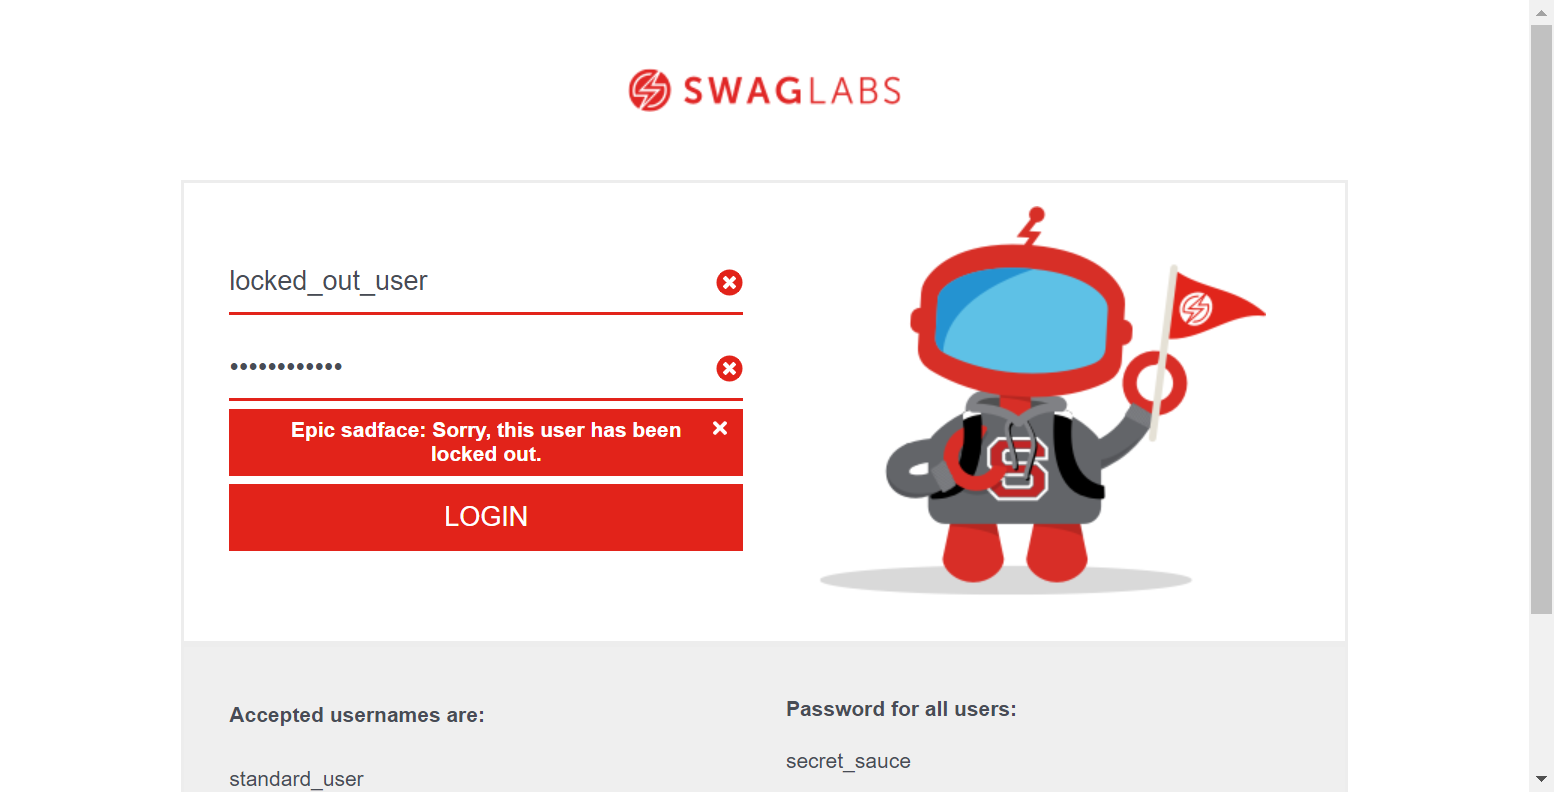 SWAGLABS
locked_out_user
••••••••••••
Epic sadface: Sorry, this user has been
locked out.
LOGIN
S
Accepted usernames are:
standard_user
Password for all users:
secret_sauce